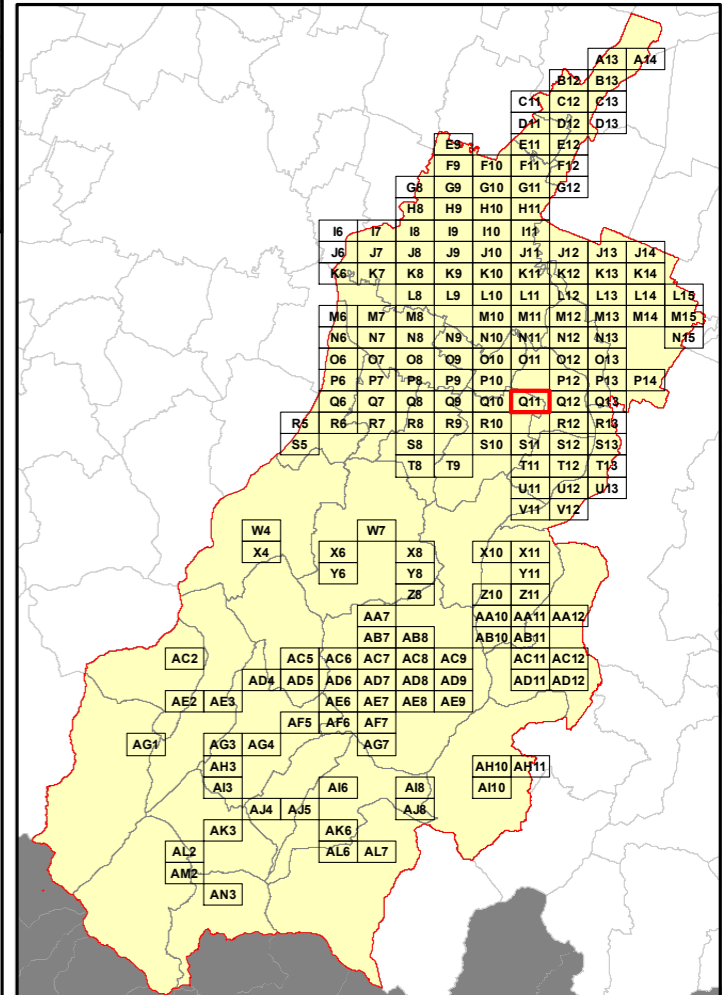 A13 A14
B12 B13
C11 C12 C13
D11 D12 D13
E9 E11 E12
F9 F10 F11 F12
G8 G9 G10 G11 G12
H8 H9 H10 H11
I6 I7 I8 I9 I10 I11
J6 J7 J8 J9 J10 J11 J12 J13 J14
K6 K7 K8 K9 K10 K11 K12 K13 K14
L8 L9 L10 L11 L12 L13 L14 L15
M6 M7 M8 M10 M11 M12 M13 M14 M15
N6 N7 N8 N9 N10 N11 N12 N13 N15
O6 O7 O8 O9 O10 O11 O12 O13
P6 P7 P8 P9 P10 P12 P13 P14
Q6 Q7 Q8 Q9 Q10 Q11 Q12 Q13
R5 R6 R7 R8 R9 R10 R12 R13
S5 S8 S10 S11 S12 S13
T8 T9 T11 T12 T13
U11 U12 U13
V11 V12
W4 W7
X4 X6 X8 X10 X11
Y6 Y8 Y11
Z8 Z10 Z11
AA7 AA10 AA11 AA12
AB7 AB8 AB10 AB11
AC2 AC5 AC6 AC7 AC8 AC9 AC11 AC12
AD4 AD5 AD6 AD7 AD8 AD9 AD11 AD12
AE2 AE3 AE6 AE7 AE8 AE9
AF5 AF6 AF7
AG1 AG3 AG4 AG7
AH3 AH10 AH11
AI3 AI6 AI8 AI10
AJ4 AJ5 AJ8
AK3 AK6
AL2 AL6 AL7
AM2
AN3